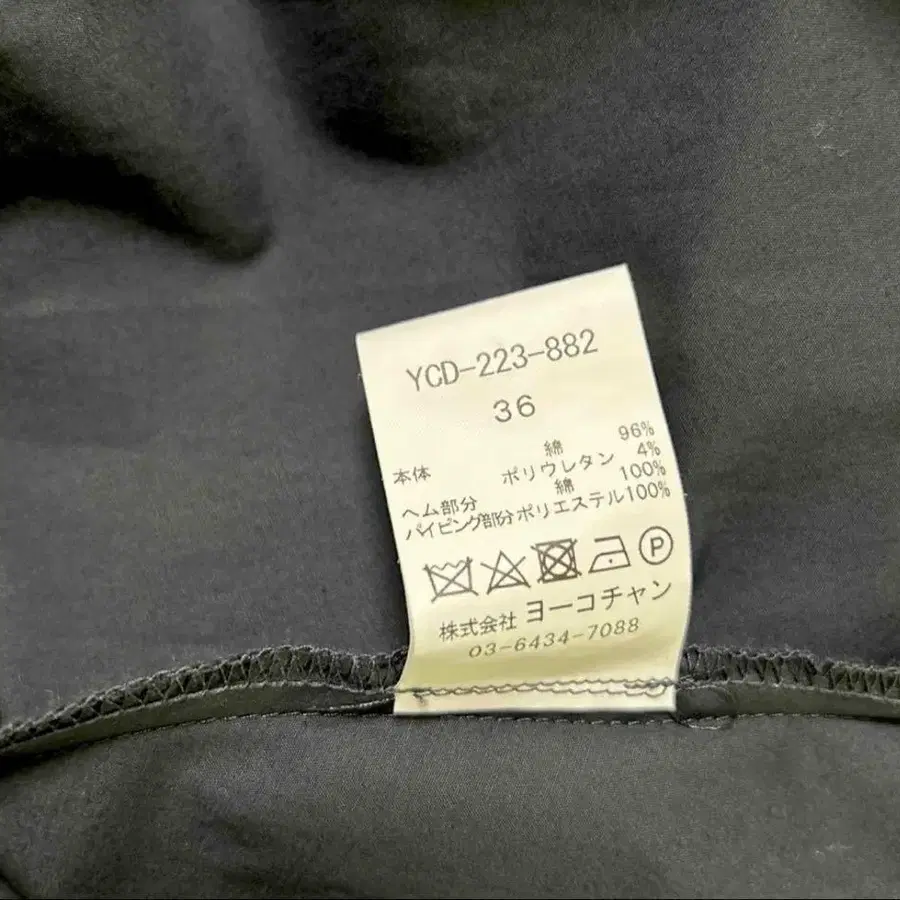 YCD-223-882
36
本体 綿 96%
ポリウレタン 4%
ヘム部分 綿 100%
パイピング部分 ポリエステル100%
P
株式会社 ヨーコチャン
03-6434-7088